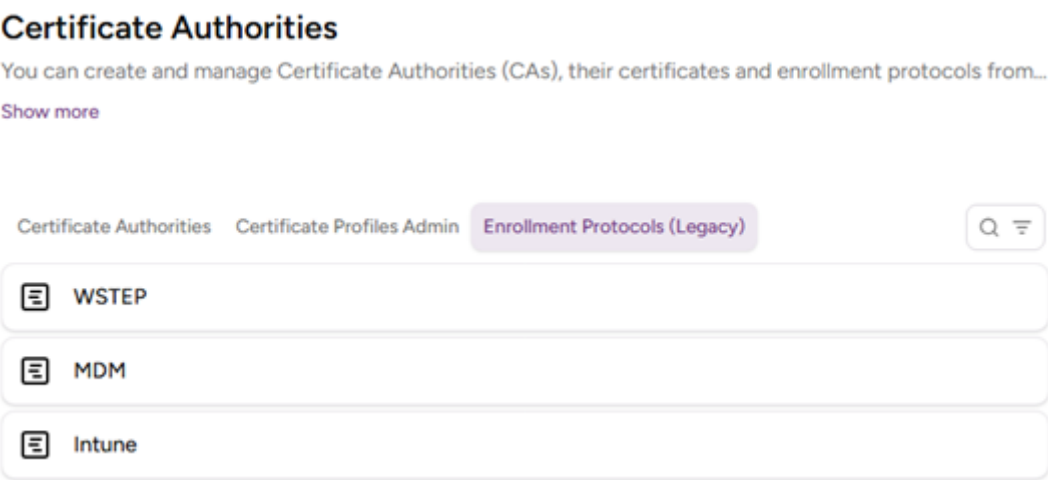 Certificate Authorities
You can create and manage Certificate Authorities (CAs), their certificates and enrollment protocols from...
Show more
Certificate Authorities Certificate Profiles Admin Enrollment Protocols (Legacy)
WSTEP
MDM
Intune